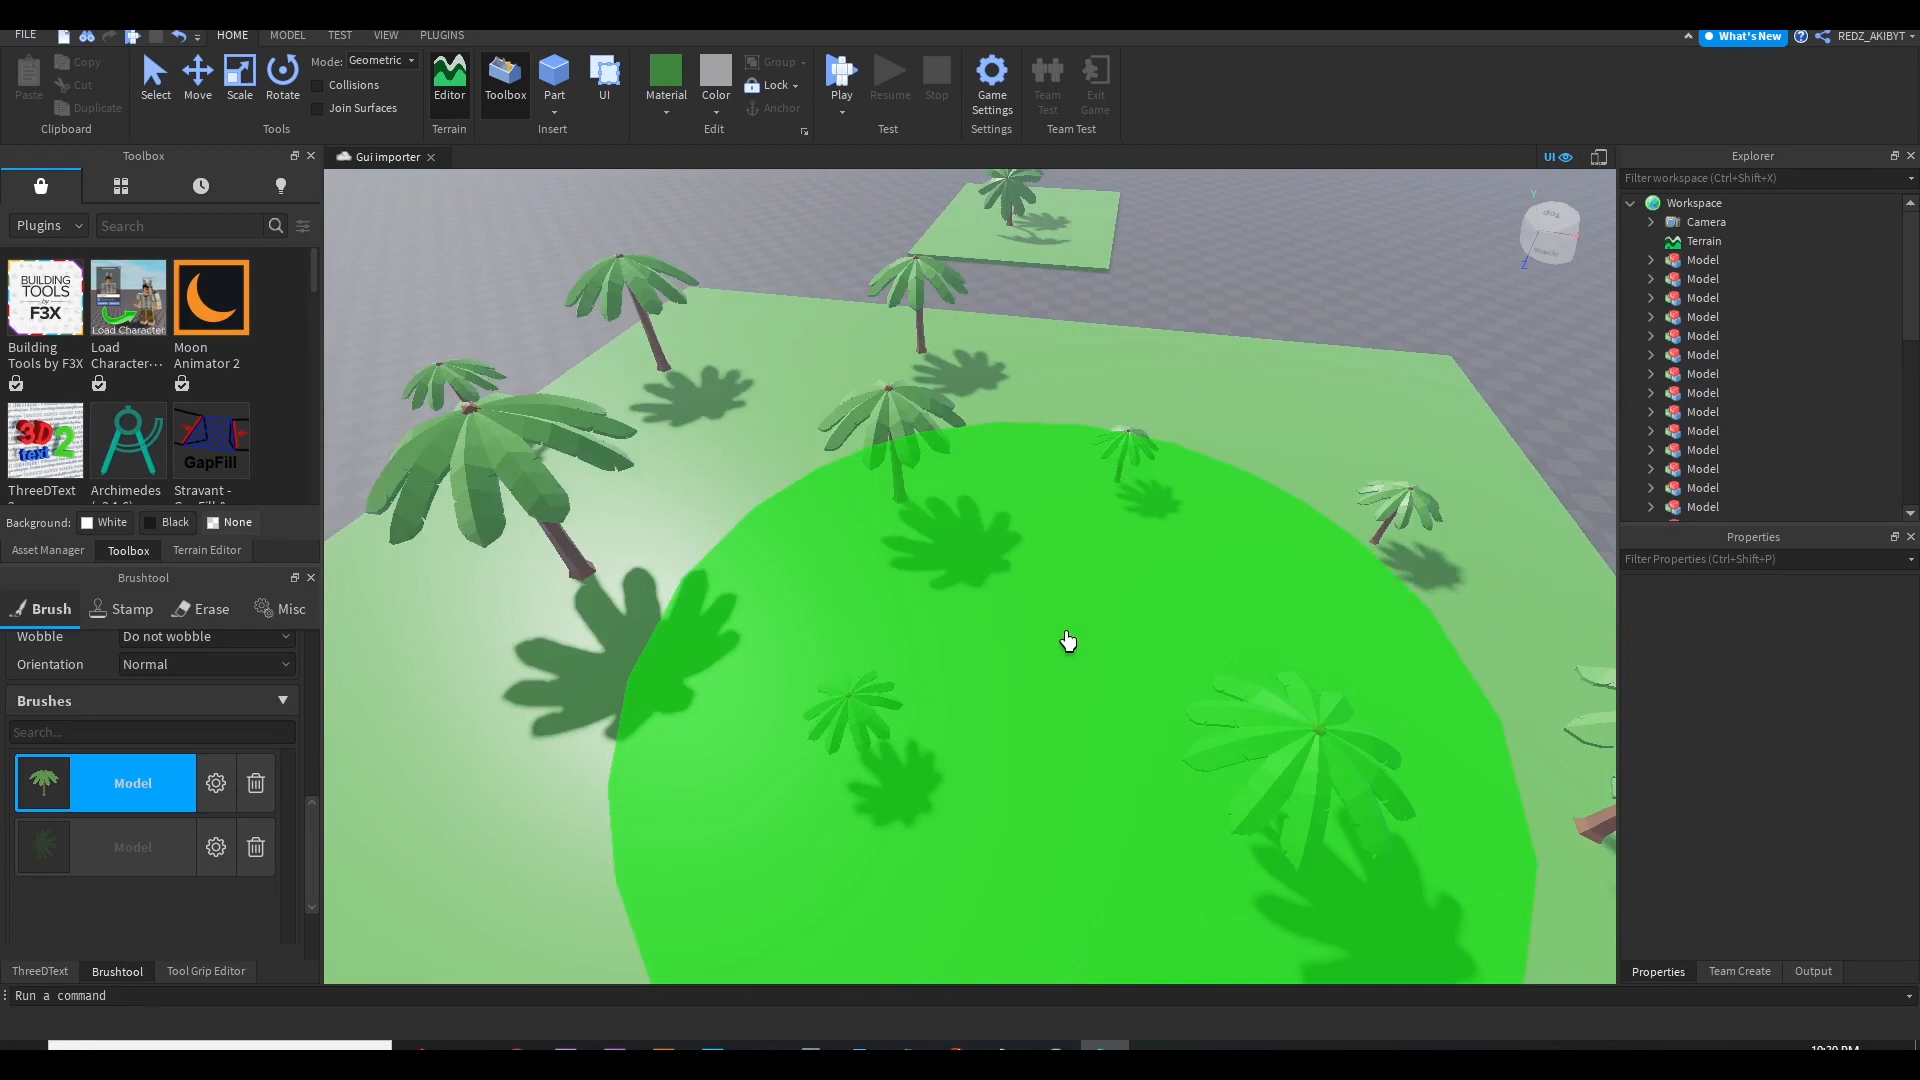 FILE
HOME
MODEL
TEST
VIEW
PLUGINS
What's New
REDZ_AKIBYT
Paste
Copy
Cut
Duplicate
Clipboard
Select
Move
Scale
Rotate
Mode: Geometric
Collisions
Join Surfaces
Tools
Editor
Terrain
Toolbox
Part
UI
Insert
Material
Color
Group
Lock
Anchor
Edit
Play
Resume
Stop
Test
Game
Settings
Settings
Team
Test
Exit
Game
Team Test
Toolbox
Plugins
Search
BUILDING
TOOLS
by
F3X
Load Character
Building
Tools by F3X
Load
Character···
Moon
Animator 2
3D
text
2
GapFill
ThreeDText
Archimedes
Stravant -
Background: White Black None
Asset Manager
Toolbox
Terrain Editor
Brushtool
Brush
Stamp
Erase
Misc
Wobble Do not wobble
Orientation Normal
Brushes
Search...
Model
Model
ThreeDText
Brushtool
Tool Grip Editor
Run a command
Gui importer
UI
Y
Top
Z
Explorer
Filter workspace (Ctrl+Shift+X)
Workspace
Camera
Terrain
Model
Model
Model
Model
Model
Model
Model
Model
Model
Model
Model
Model
Model
Model
Properties
Filter Properties (Ctrl+Shift+P)
Properties
Team Create
Output